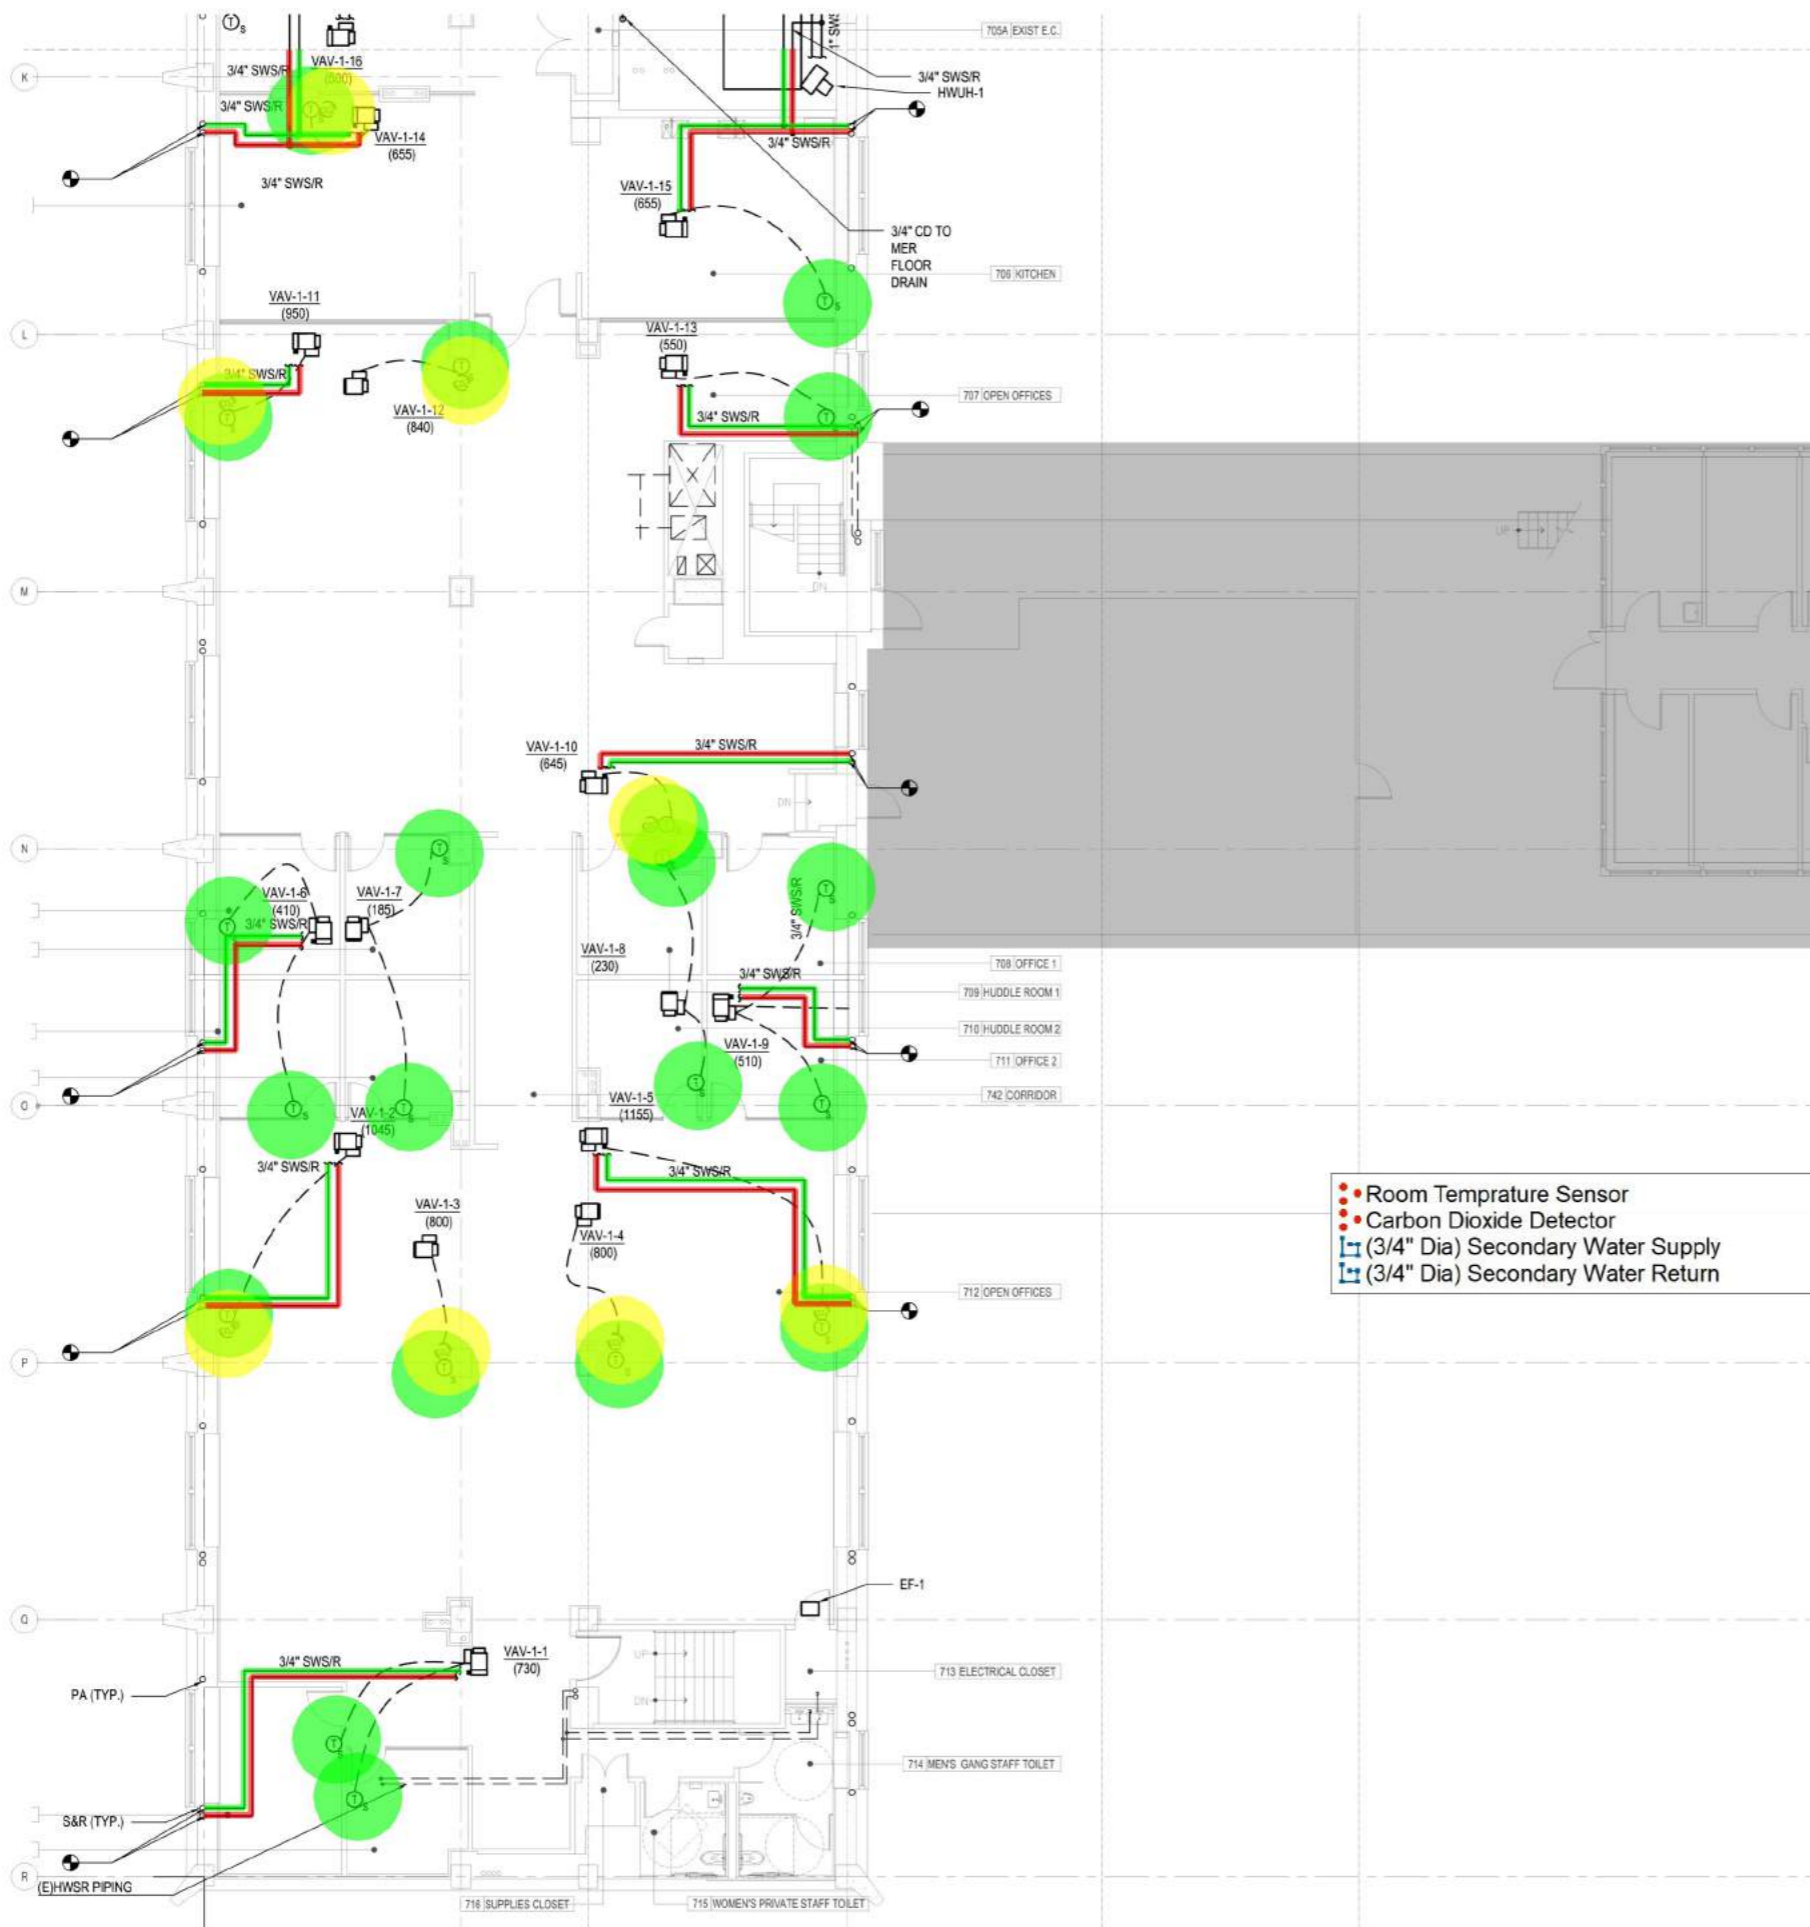 T S
1" SWS
705A EXIST E.C.
K
3/4" SWS/R
VAV-1-16
(600)
3/4" SWS/R
HWUH-1
3/4" SWS/R
VAV-1-14
(655)
3/4" SWS/R
3/4" SWS/R
VAV-1-15
(655)
3/4" CD TO
MER
FLOOR
DRAIN
706 KITCHEN
T S
VAV-1-11
(950)
L
VAV-1-13
(550)
3/4" SWS/R
VAV-1-12
(840)
707 OPEN OFFICES
3/4" SWS/R
T
T
T
UP
DN
M
VAV-1-10
(645)
3/4" SWS/R
DN
N
T S
T S
VAV-1-6
(410)
VAV-1-7
(185)
3/4" SWS/R
T S
T
3/4" SWS/R
VAV-1-8
(230)
708 OFFICE 1
3/4" SWS/R
709 HUDDLE ROOM 1
710 HUDDLE ROOM 2
VAV-1-9
(510)
711 OFFICE 2
742 CORRIDOR
O
T S
T S
T S
T S
VAV-1-2
(1045)
VAV-1-5
(1155)
3/4" SWS/R
3/4" SWS/R
VAV-1-3
(800)
VAV-1-4
(800)
Room Temprature Sensor
Carbon Dioxide Detector
(3/4" Dia) Secondary Water Supply
(3/4" Dia) Secondary Water Return
712 OPEN OFFICES
P
T
T S
T S
T
EF-1
Q
VAV-1-1
(730)
3/4" SWS/R
UP
DN
713 ELECTRICAL CLOSET
PA (TYP.)
T S
714 MEN'S GANG STAFF TOILET
T S
S&R (TYP.)
R
(E)HWSR PIPING
716 SUPPLIES CLOSET
715 WOMEN'S PRIVATE STAFF TOILET